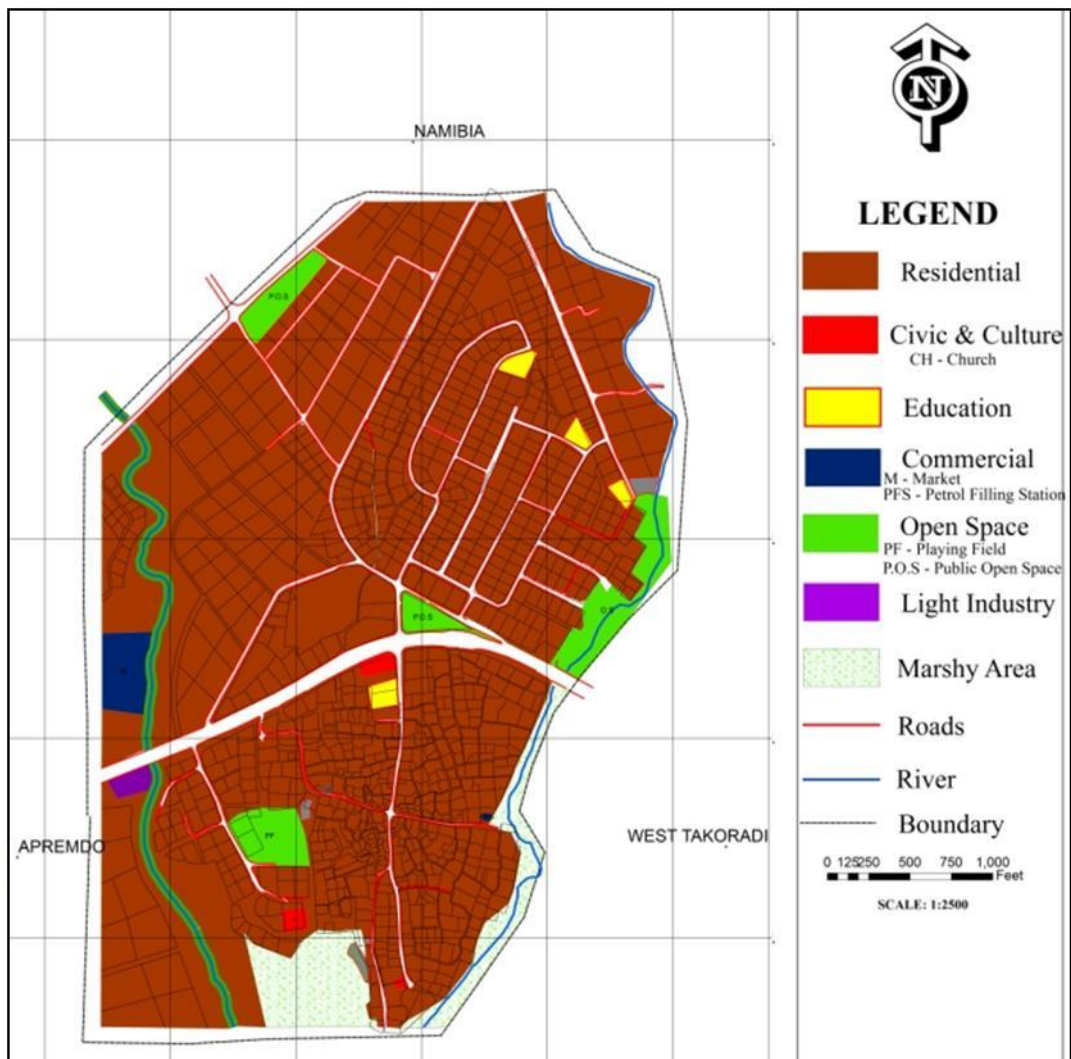 NAMIBIA
P.O.S
P.O.S
O.S
PF
APREMDO
WEST TAKORADI
N
LEGEND
Residential
Civic & Culture
CH - Church
Education
Commercial
M - Market
PFS - Petrol Filling Station
Open Space
PF - Playing Field
P.O.S - Public Open Space
Light Industry
Marshy Area
Roads
River
Boundary
0 125250 500 750 1,000
Feet
SCALE: 1:2500